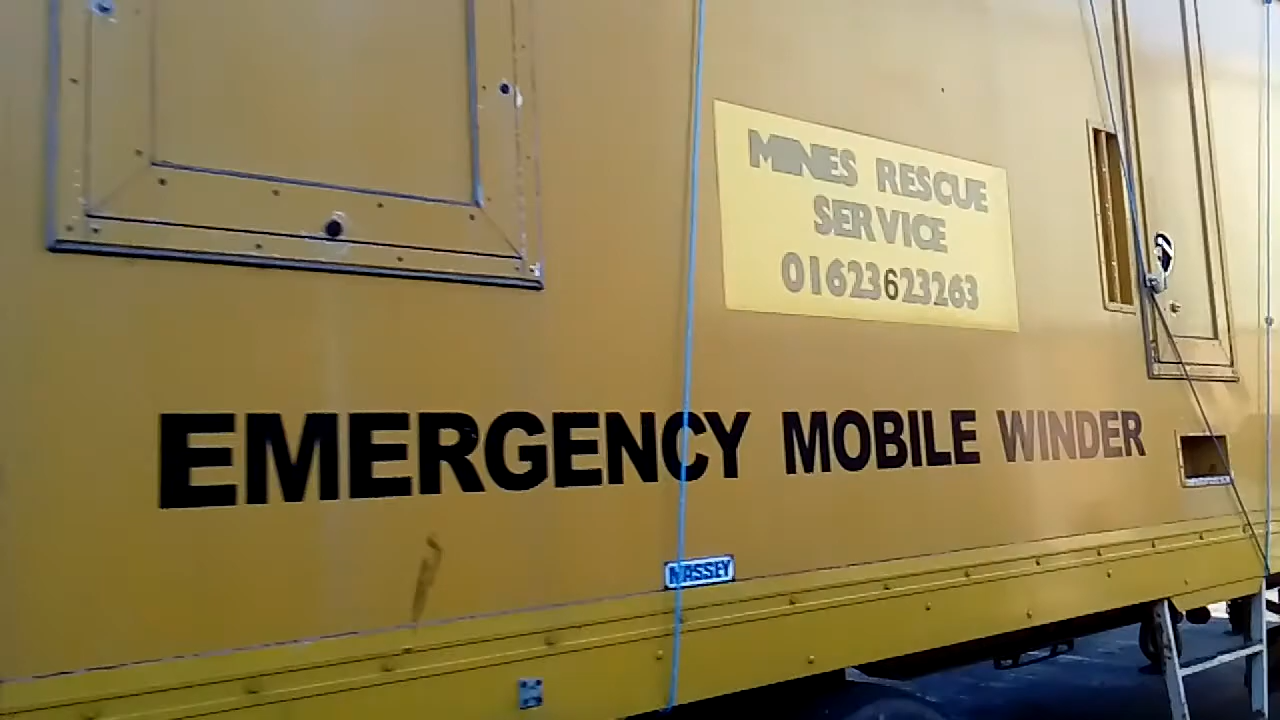 MINES RESCUE
SERVICE
01623623263
EMERGENCY MOBILE WINDER
MASSEY